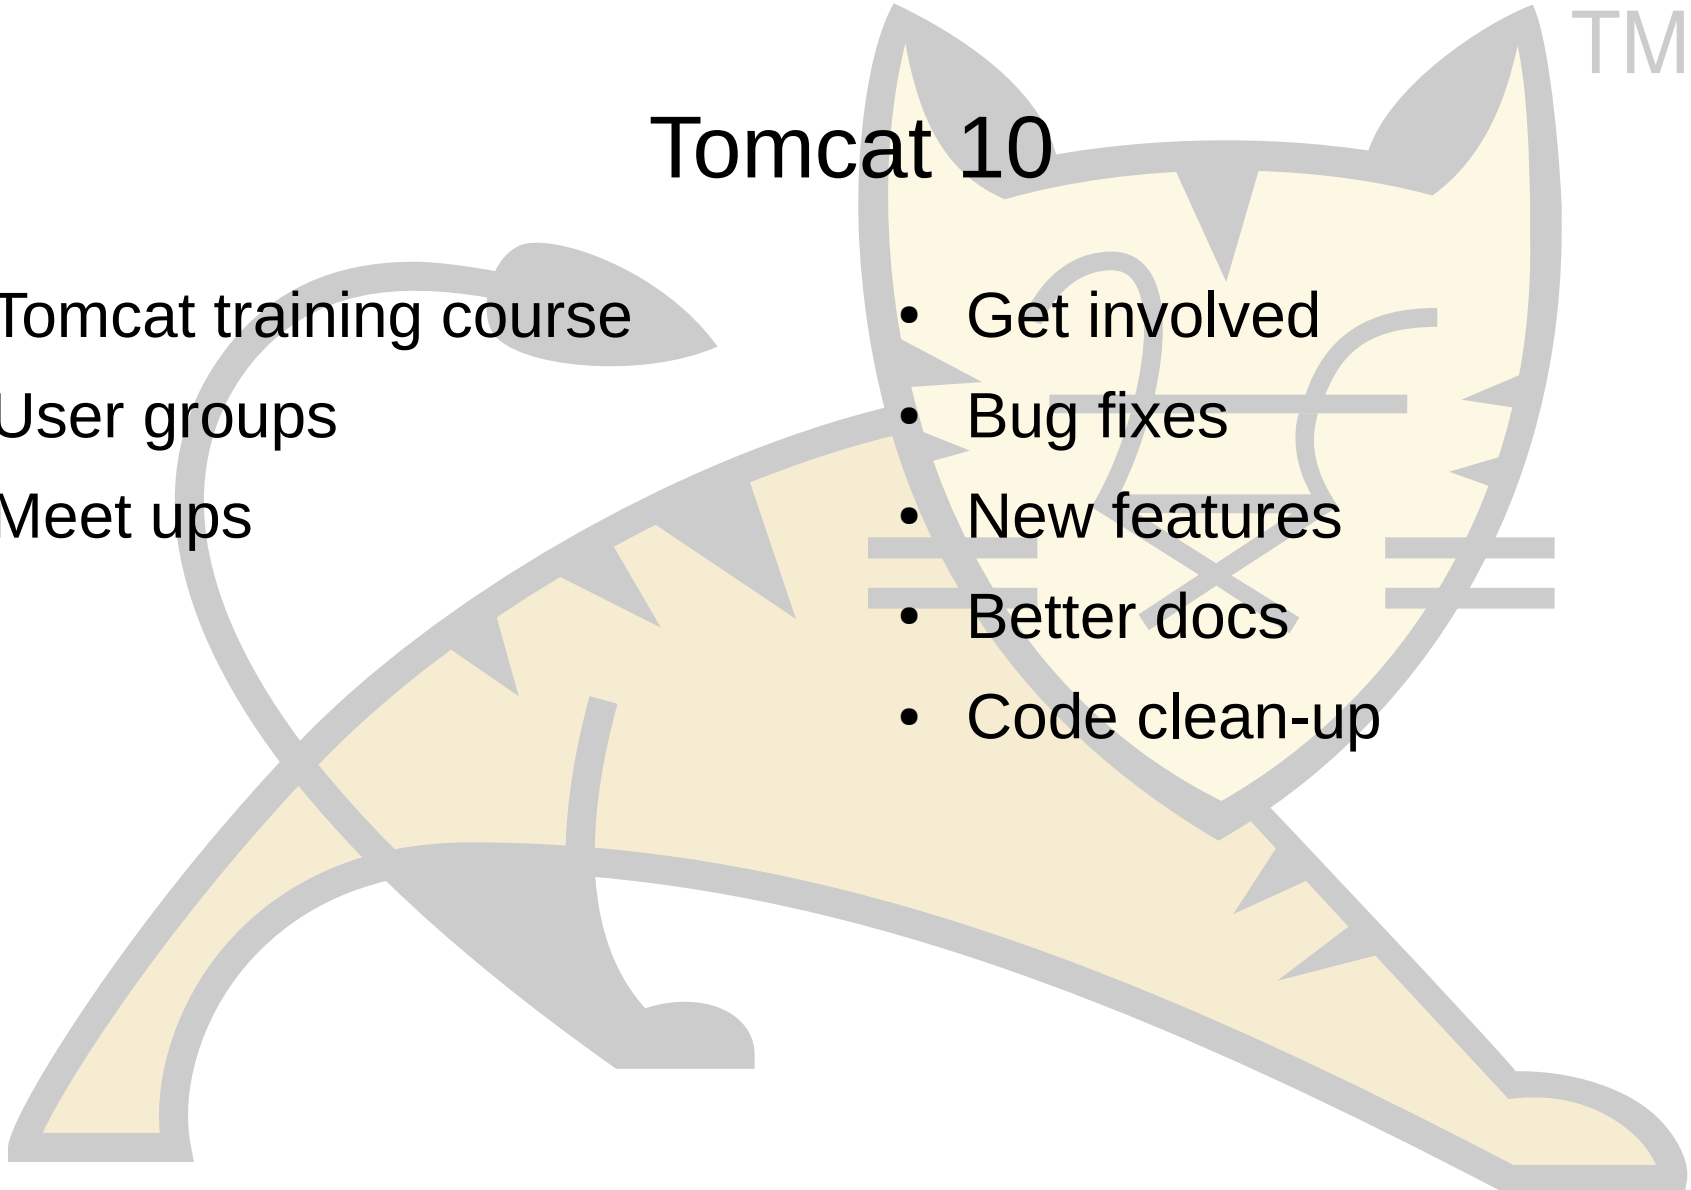 TM
Tomcat 10
Tomcat training course
User groups
Meet ups
• Get involved
• Bug fixes
• New features
• Better docs
• Code clean-up